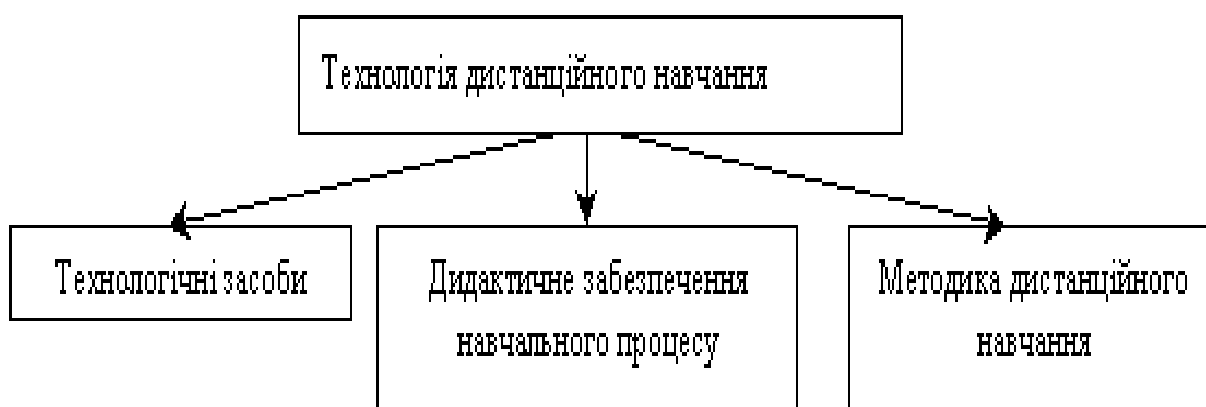 Технологія дистанційного навчання
Технологічні засоби
Дидактичне забезпечення
навчального процесу
Методика дистанційного
навчання